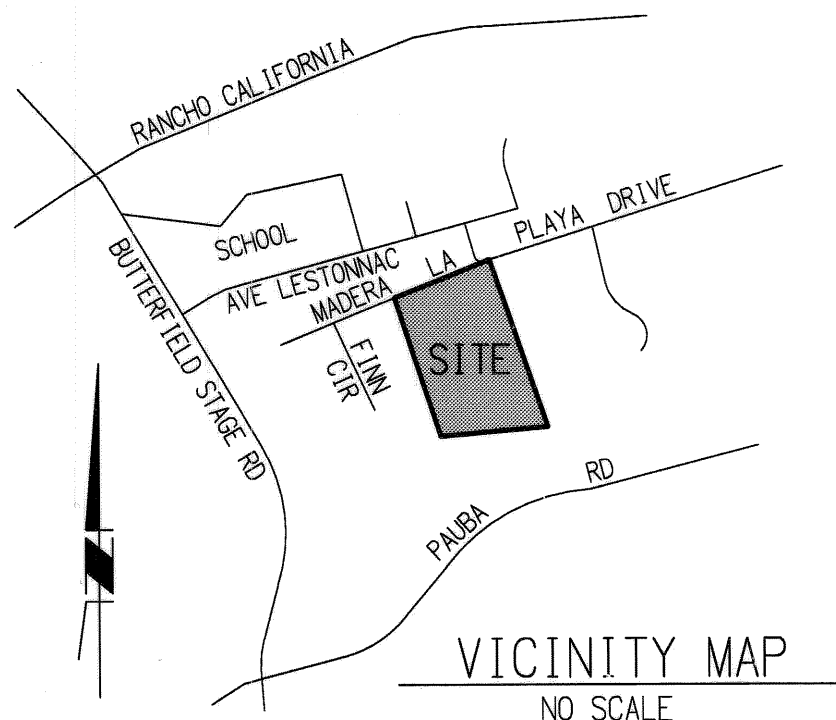 RANCHO CALIFORNIA
SCHOOL
BUTTERFIELD STAGE RD
AVE LESTONNAC
MADERA LA PLAYA DRIVE
FINN
CIR
SITE
PAUBA RD
N
VICINITY MAP
NO SCALE